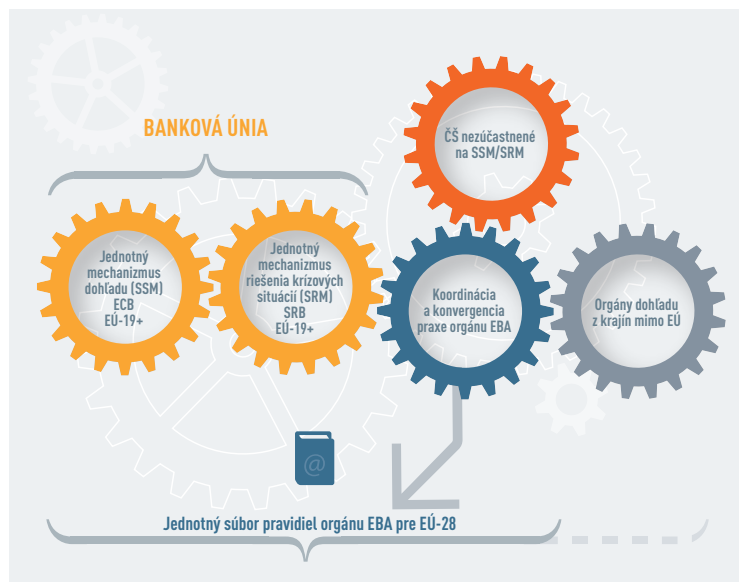 BANKOVÁ ÚNIA
ČŠ nezúčastnené
na SSM/SRM
Jednotný
mechanizmus
dohľadu (SSM)
ECB
EÚ-19+
Jednotný
mechanizmus
riešenia krízových
situácií (SRM)
SRB
EÚ-19+
Koordinácia
a konvergencia
praxe orgánu EBA
Orgány dohľadu
z krajín mimo EÚ
@
Jednotný súbor pravidiel orgánu EBA pre EÚ-28